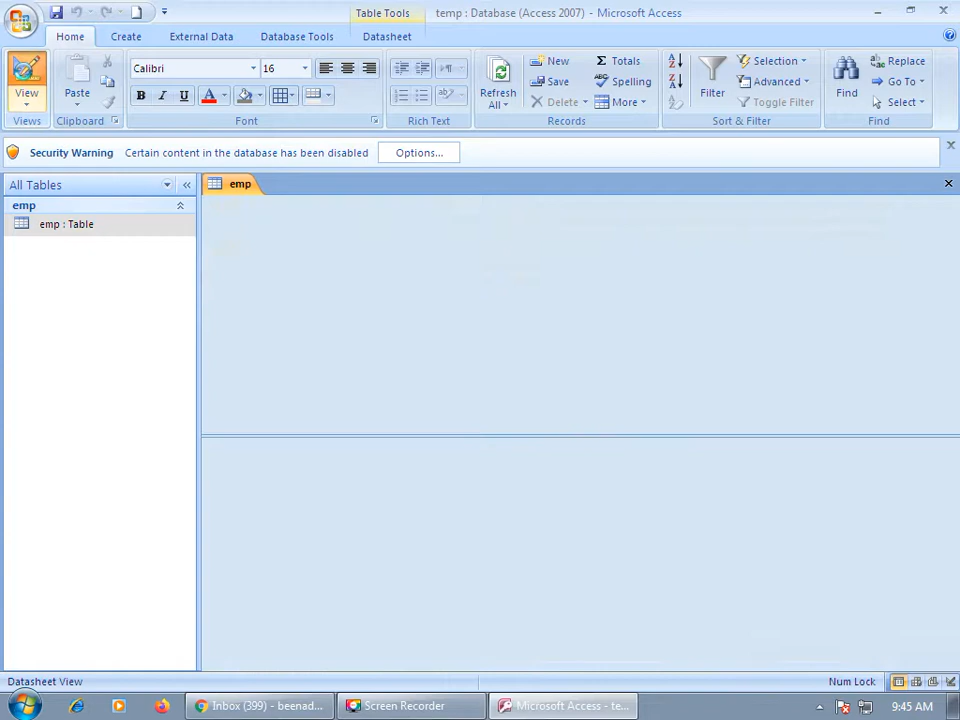 Table Tools temp : Database (Access 2007) - Microsoft Access
Home Create External Data Database Tools Datasheet
View Paste Calibri 16 Refresh All New Save Delete Totals Spelling More Filter Selection Advanced Toggle Filter Find Replace Go To Select
Views Clipboard Font Rich Text Records Sort & Filter Find
Security Warning Certain content in the database has been disabled Options...
All Tables emp
emp
emp : Table
Datasheet View Num Lock
Inbox (399) - beenad... Screen Recorder Microsoft Access - te... 9:45 AM